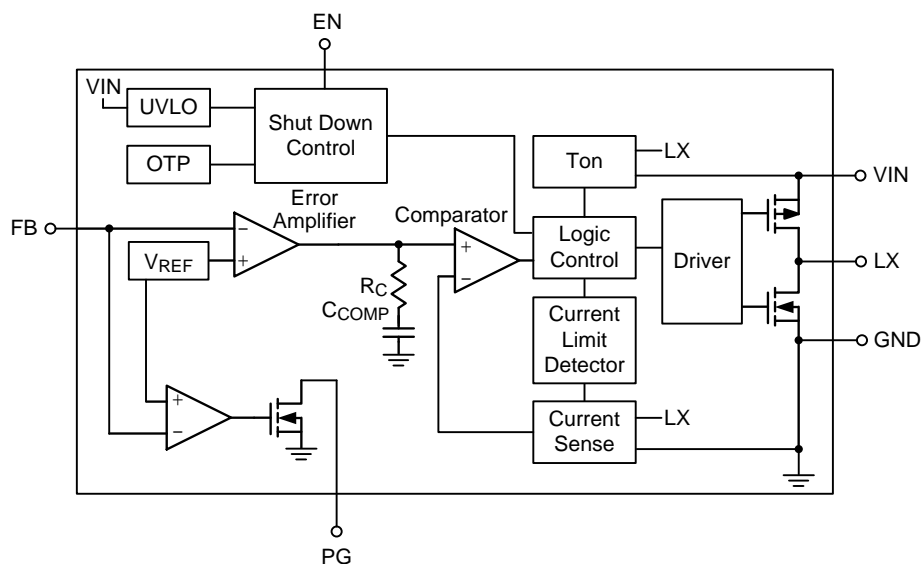 EN
VIN
UVLO
Shut Down
Control
OTP
Ton
LX
VIN
Error
Amplifier
Comparator
FB
−
+
VREF
RC
CCOMP
+
−
Logic
Control
Driver
LX
Current
Limit
Detector
GND
+
−
Current
Sense
LX
PG